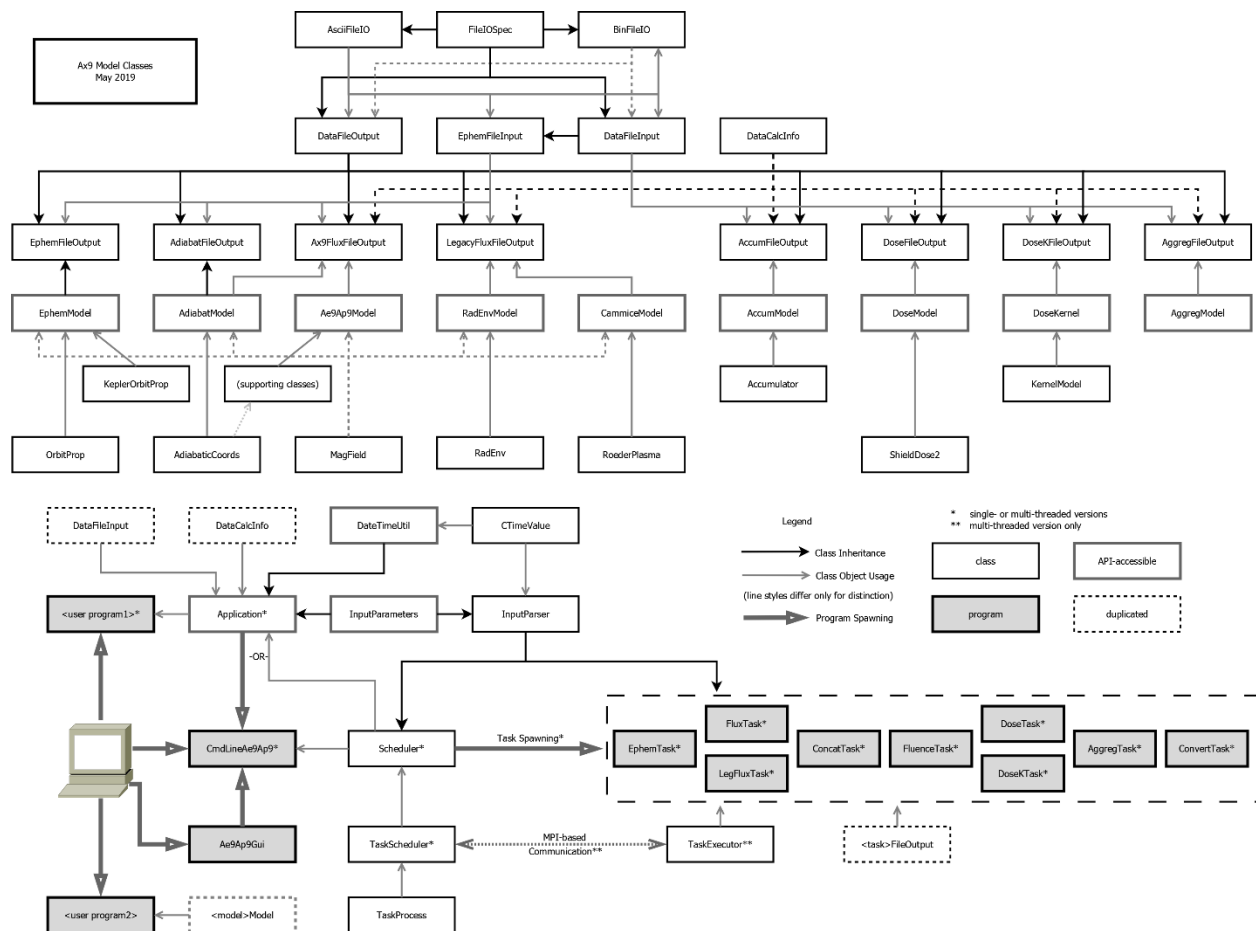 AsciiFileIO
FileIOSpec
BinFileIO
Ax9 Model Classes
May 2019
DataFileOutput
EphemFileInput
DataFileInput
DataCalcInfo
EphemFileOutput
AdiabatFileOutput
Ax9FluxFileOutput
LegacyFluxFileOutput
AccumFileOutput
DoseFileOutput
DoseKFileOutput
AggregFileOutput
EphemModel
AdiabatModel
Ae9Ap9Model
RadEnvModel
CammiceModel
AccumModel
DoseModel
DoseKernel
AggregModel
KeplerOrbitProp
(supporting classes)
Accumulator
KernelModel
OrbitProp
AdiabaticCoords
MagField
RadEnv
RoederPlasma
ShieldDose2
DataFileInput
DataCalcInfo
DateTimeUtil
CTimeValue
Legend
* single- or multi-threaded versions
** multi-threaded version only
Class Inheritance
Class Object Usage
(line styles differ only for distinction)
Program Spawning
class
API-accessible
program
duplicated
<user program1>*
Application*
InputParameters
InputParser
-OR-
CmdLineAe9Ap9*
Scheduler*
Task Spawning*
EphemTask*
FluxTask*
LegFluxTask*
ConcatTask*
FluenceTask*
DoseTask*
DoseKTask*
AggregTask*
ConvertTask*
Ae9Ap9Gui
TaskScheduler*
MPI-based
Communication**
TaskExecutor**
<task>FileOutput
<user program2>
<model>Model
TaskProcess